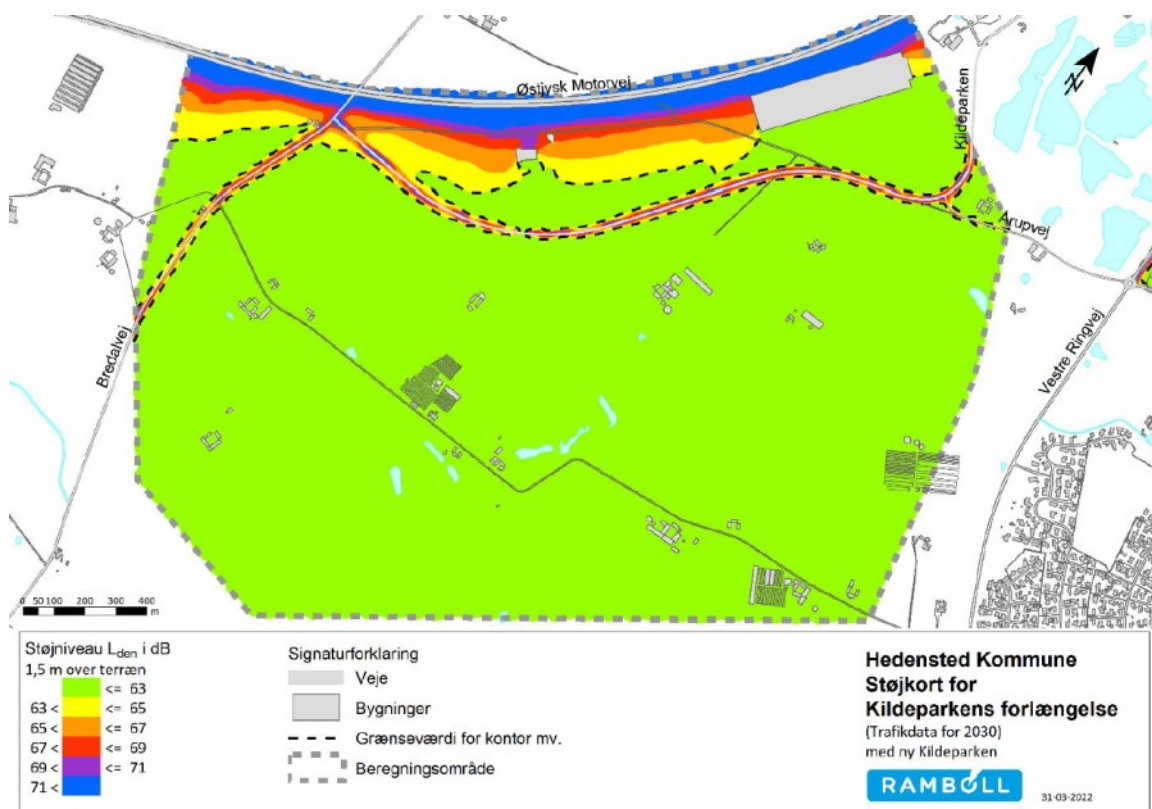 Østjysk Motorvej
Kildeparken
N
Arupvej
Bredalvej
Vestre Ringvej
0 50 100 200 300 400
m
Støjniveau Lden i dB
1,5 m over terræn
<= 63
63 < <= 65
65 < <= 67
67 < <= 69
69 < <= 71
71 <
Signaturforklaring
Veje
Bygninger
Grænseværdi for kontor mv.
Beregningsområde
Hedensted Kommune
Støjkort for
Kildeparkens forlængelse
(Trafikdata for 2030)
med ny Kildeparken
RAMBOLL
31-03-2022